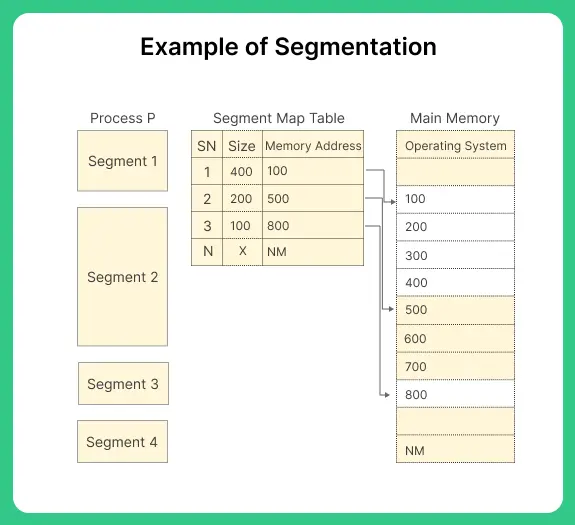 Example of Segmentation
Process P
Segment 1
Segment 2
Segment 3
Segment 4
Segment Map Table
SN Size Memory Address
1 400 100
2 200 500
3 100 800
N X NM
Main Memory
Operating System
100
200
300
400
500
600
700
800
NM